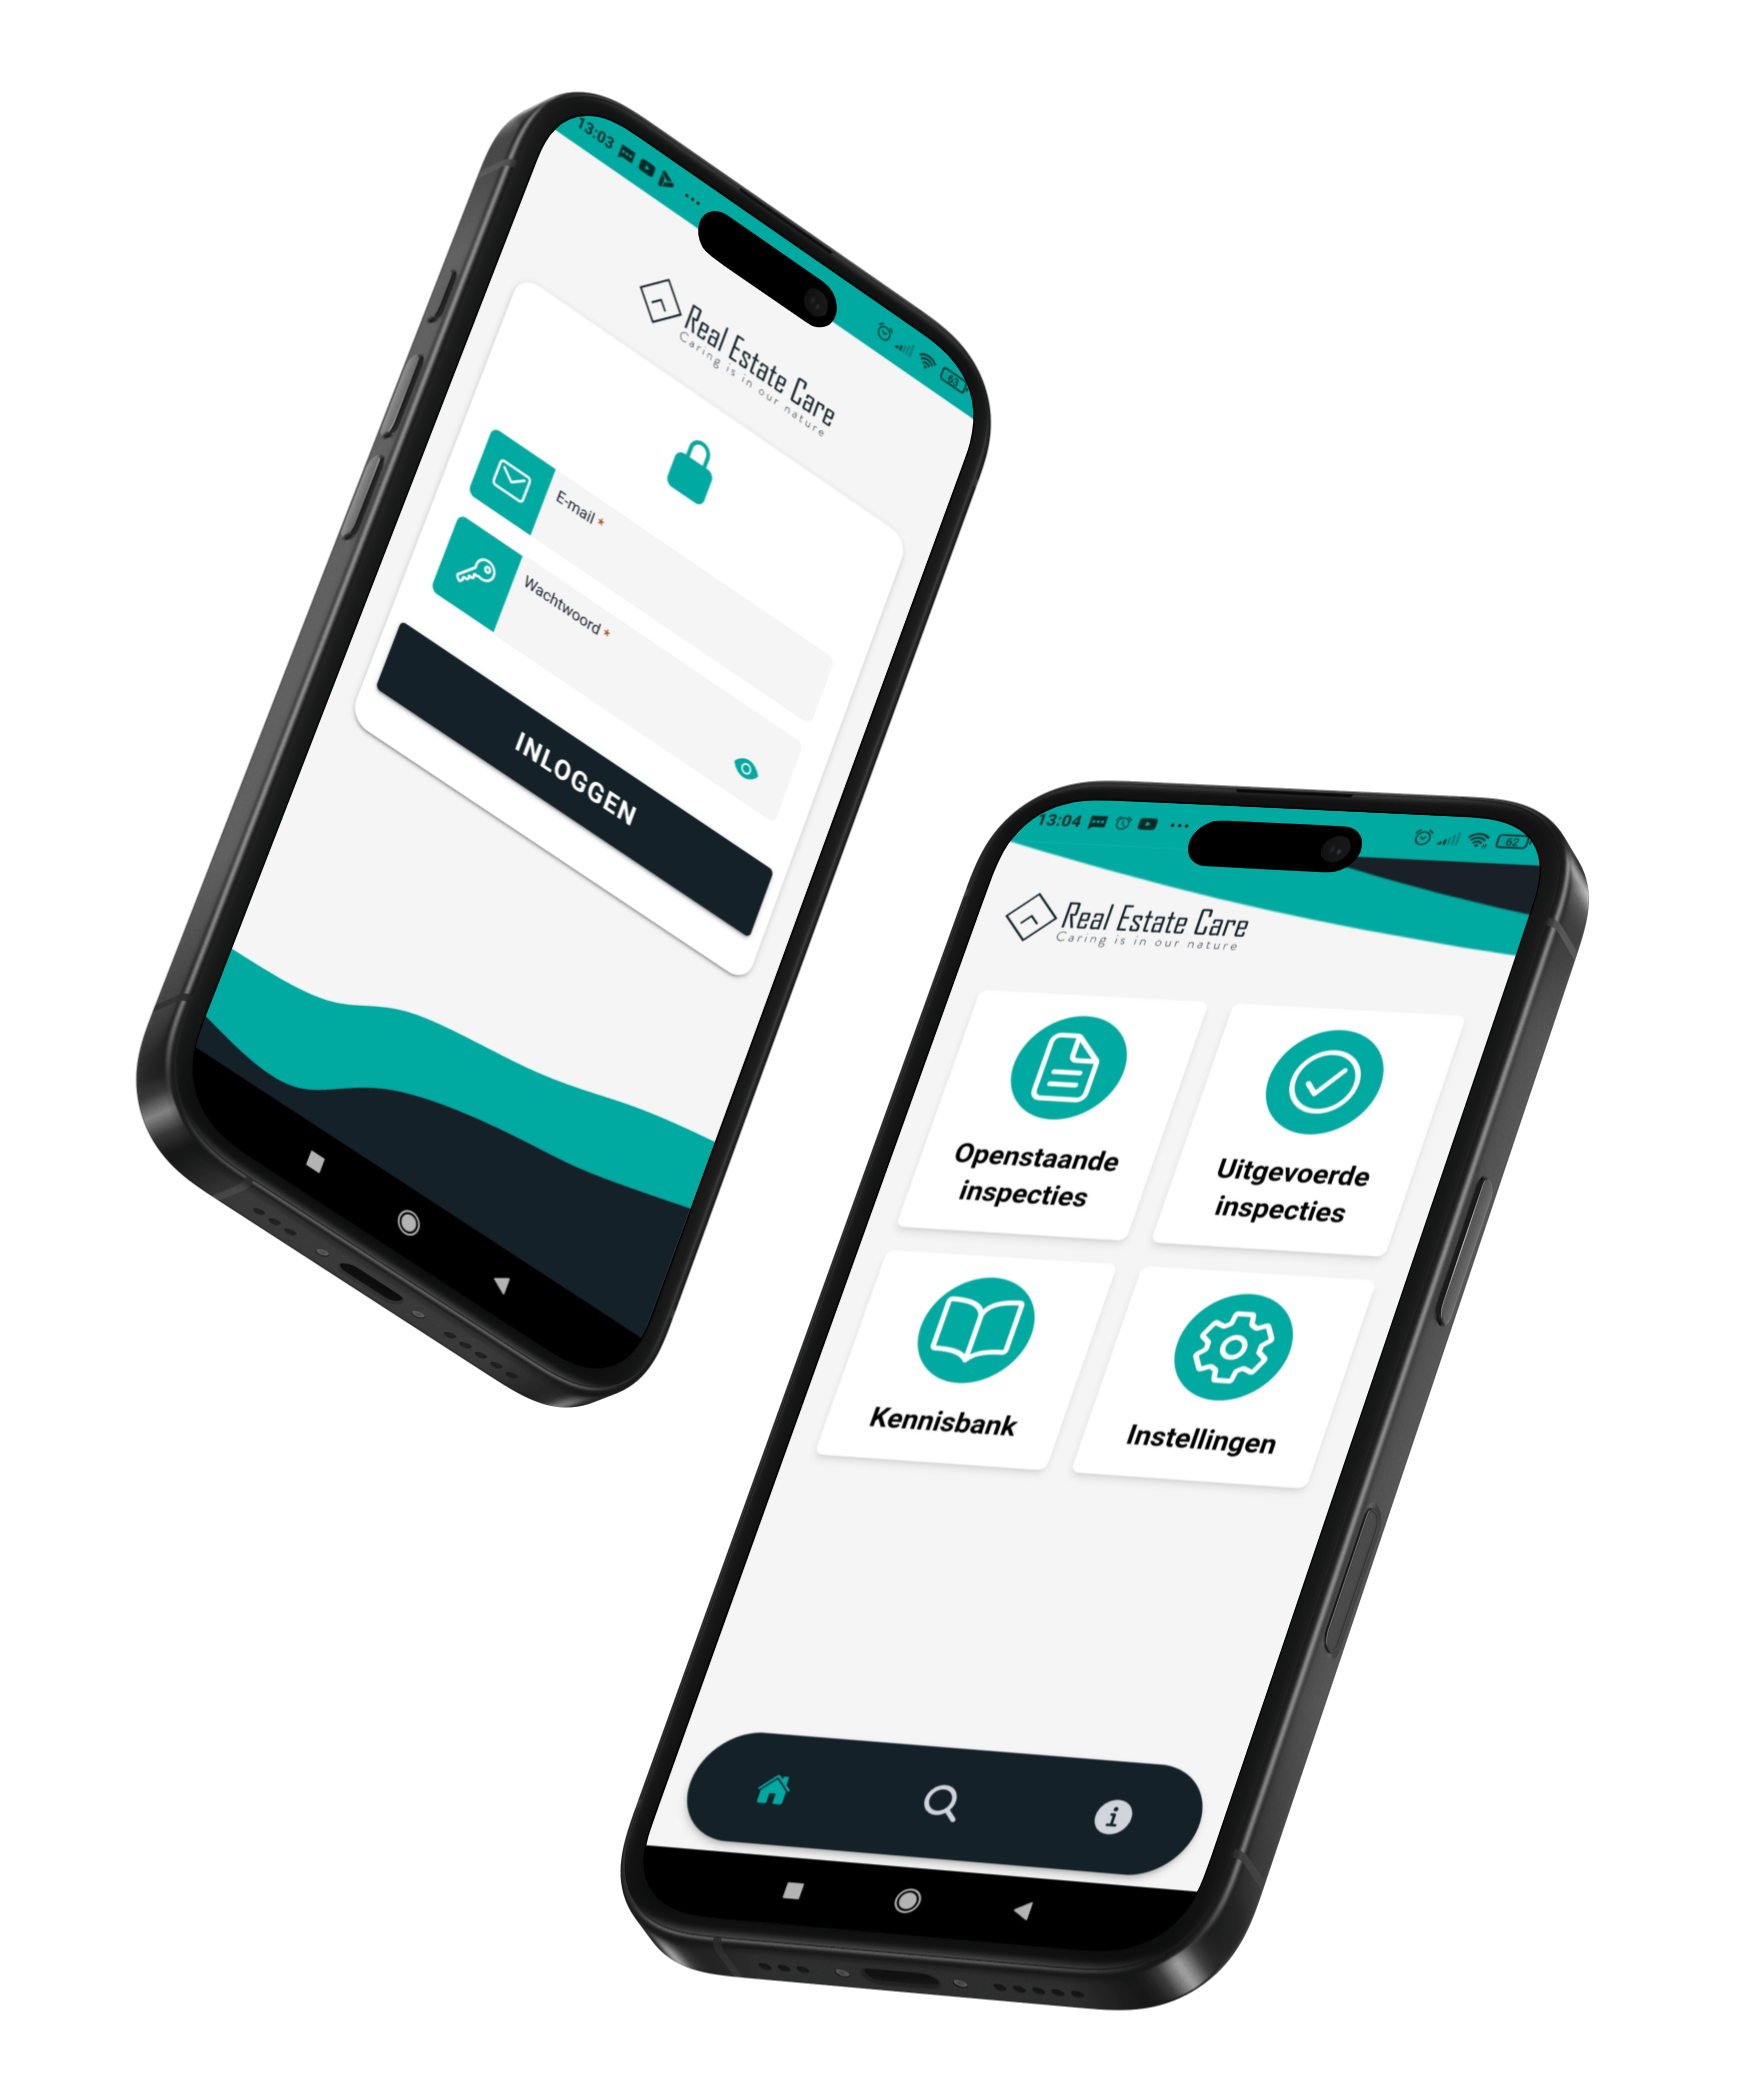 13:03
63
Real Estate Care
Caring is in our nature
E-mail *
Wachtwoord *
INLOGGEN
13:04
62
Real Estate Care
Caring is in our nature
Openstaande
inspecties
Uitgevoerde
inspecties
Kennisbank
Instellingen